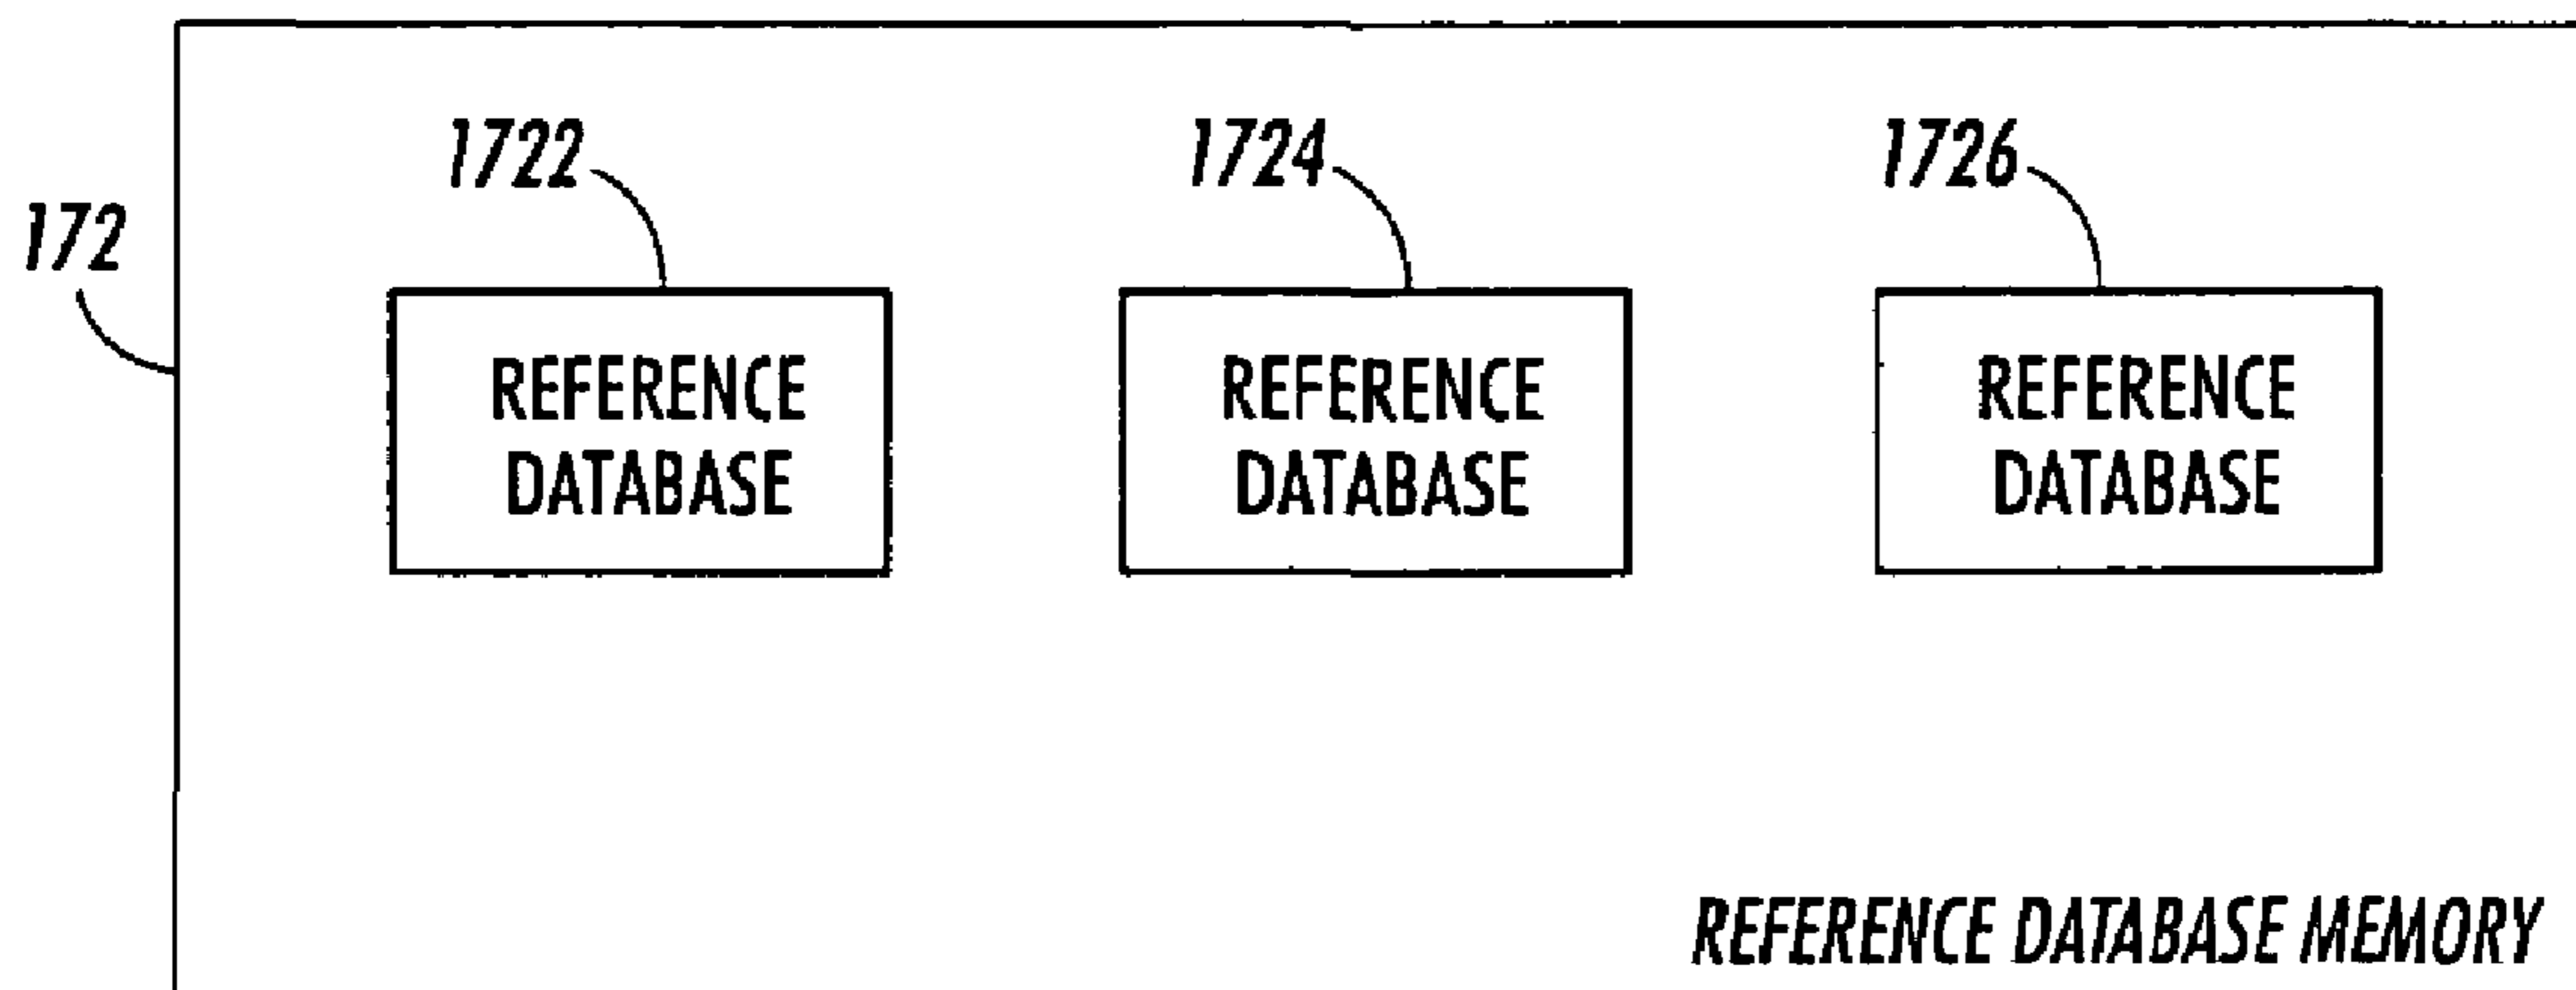 1722
1724
1726
172
REFERENCE
DATABASE
REFERENCE
DATABASE
REFERENCE
DATABASE
REFERENCE DATABASE MEMORY